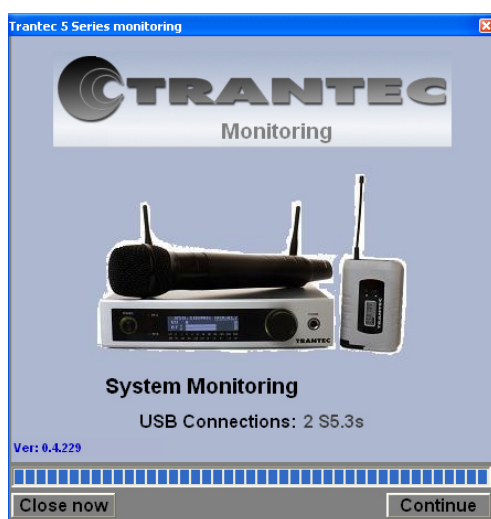 Trantec 5 Series monitoring
TRANTEC
Monitoring
TRANTEC
System Monitoring
USB Connections: 2 S5.3s
Ver: 0.4.229
Close now
Continue